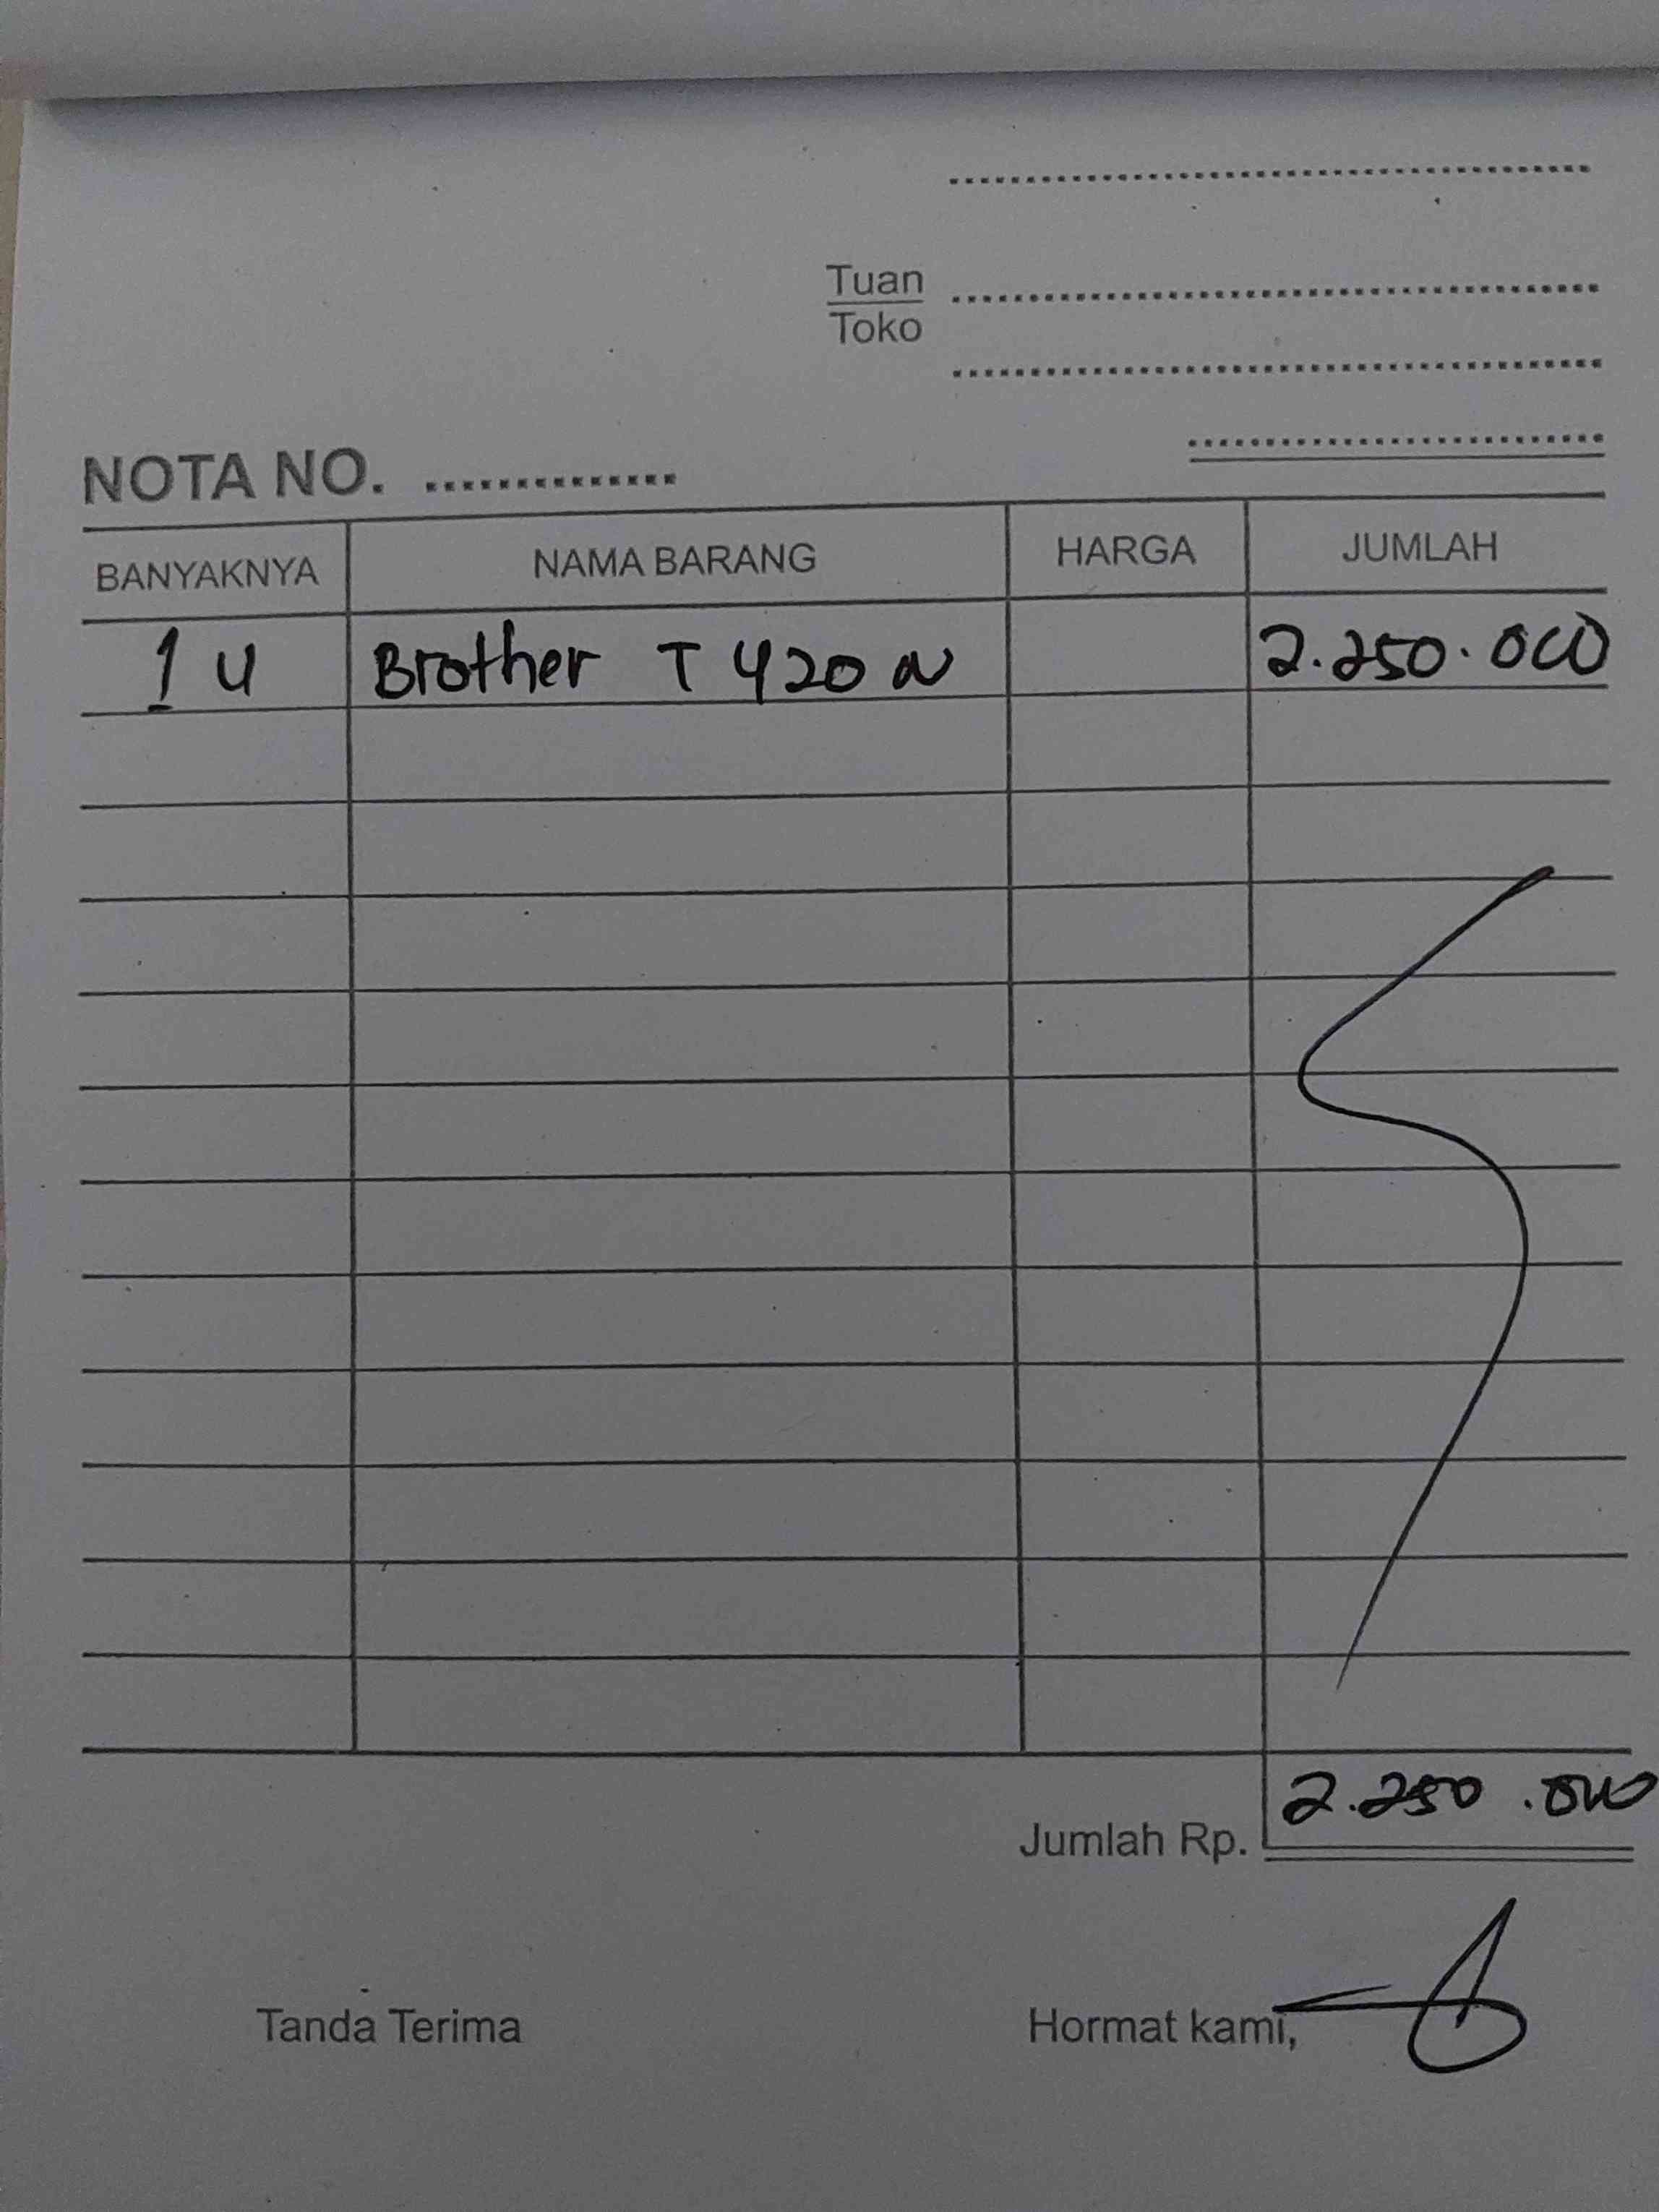 Tuan
Toko
NOTA NO. ..............
BANYAKNYA NAMA BARANG HARGA JUMLAH
1 U Brother T 420 W 2.250.000
Jumlah Rp. 2.250.000
Tanda Terima Hormat kami,